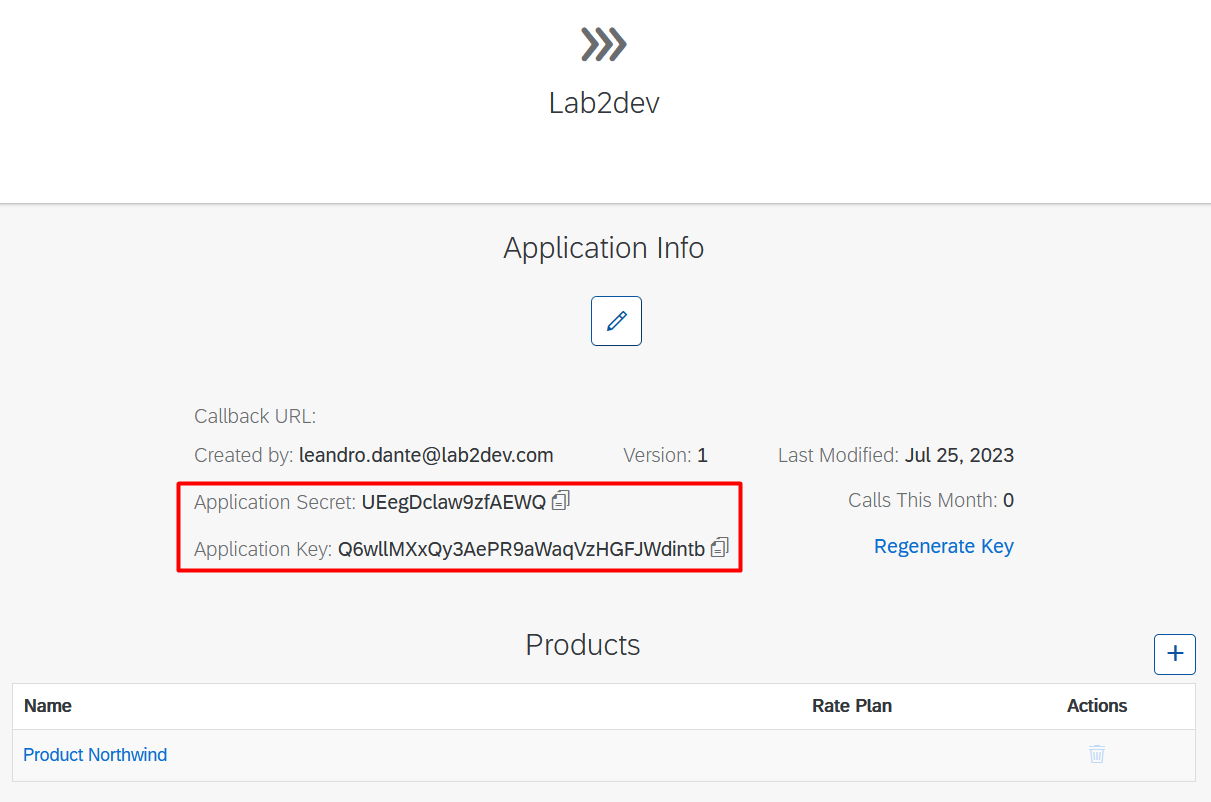 Lab2dev
Application Info
Callback URL:
Created by: leandro.dante@lab2dev.com Version: 1 Last Modified: Jul 25, 2023
Application Secret: UEegDclaw9zfAEWQ Calls This Month: 0
Application Key: Q6wllMXxQy3AePR9aWaqVzHGFJWdintb Regenerate Key
Products
Name Rate Plan Actions
Product Northwind